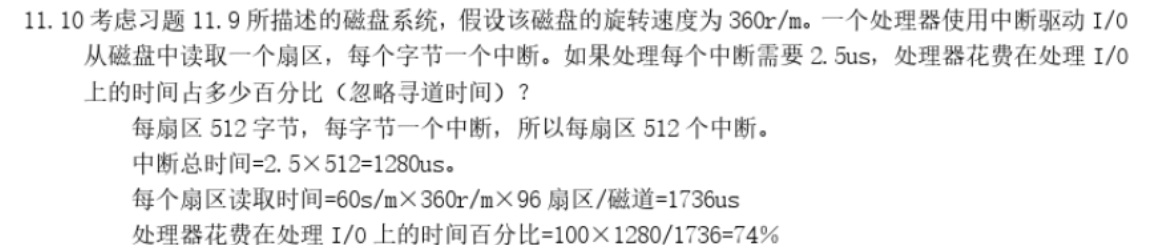 11.10 考虑习题 11.9 所描述的磁盘系统，假设该磁盘的旋转速度为 360r/m。一个处理器使用中断驱动 I/O
从磁盘中读取一个扇区，每个字节一个中断。如果处理每个中断需要 2.5us，处理器花费在处理 I/O
上的时间占多少百分比（忽略寻道时间）？
每扇区 512 字节，每字节一个中断，所以每扇区 512 个中断。
中断总时间=2.5×512=1280us。
每个扇区读取时间=60s/m×360r/m×96 扇区/磁道=1736us
处理器花费在处理 I/O 上的时间百分比=100×1280/1736=74%